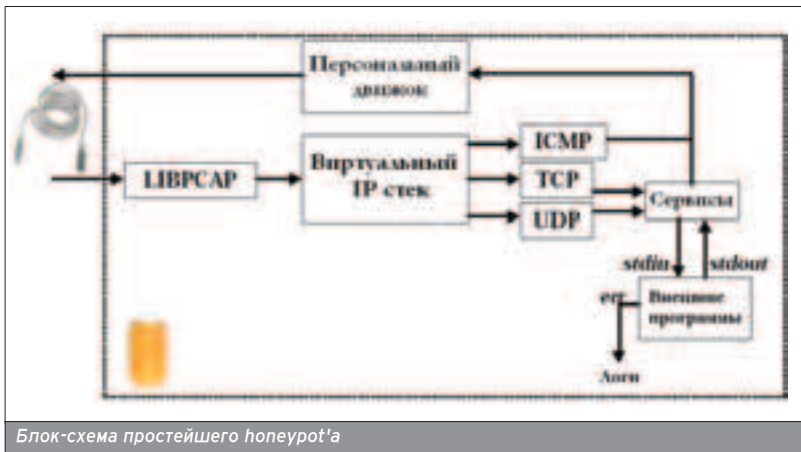 Персональный
движок
ICMP
LIBPCAP
Виртуальный
IP стек
TCP
UDP
Сервисы
stdin
stdout
err
Внешние
программы
Логи
Блок-схема простейшего honeypot'а